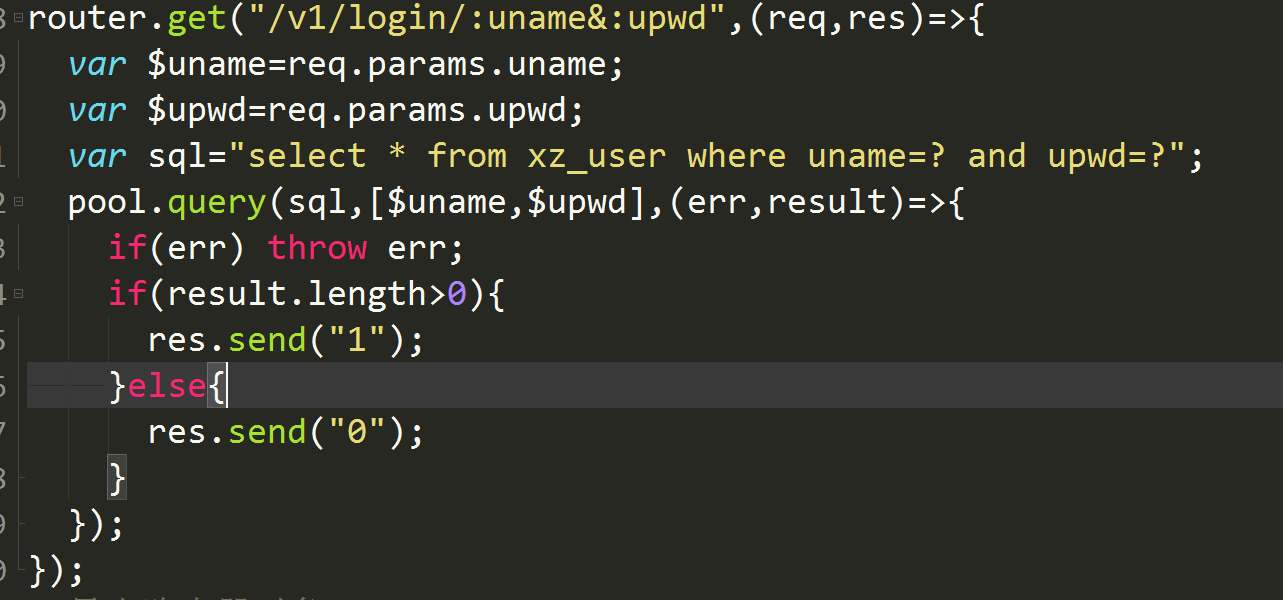 router.get("/v1/login/:uname&:upwd",(req,res)=>{
  var $uname=req.params.uname;
  var $upwd=req.params.upwd;
  var sql="select * from xz_user where uname=? and upwd=?";
  pool.query(sql,[$uname,$upwd],(err,result)=>{
    if(err) throw err;
    if(result.length>0){
      res.send("1");
    }else{
      res.send("0");
    }
  });
});